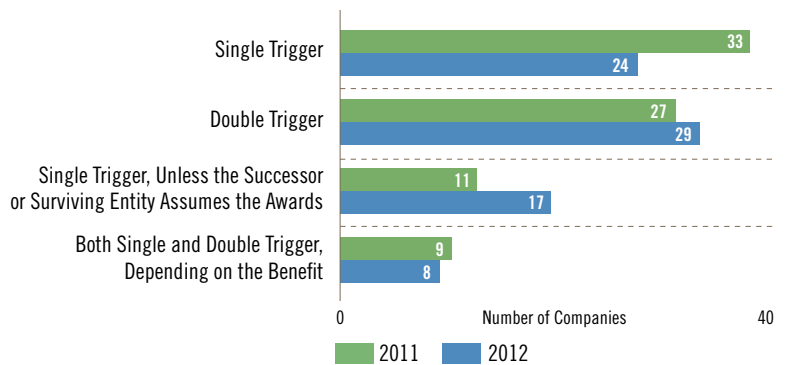 Single Trigger
33
24
Double Trigger
27
29
Single Trigger, Unless the Successor
or Surviving Entity Assumes the Awards
11
17
Both Single and Double Trigger,
Depending on the Benefit
9
8
0 Number of Companies 40
2011 2012